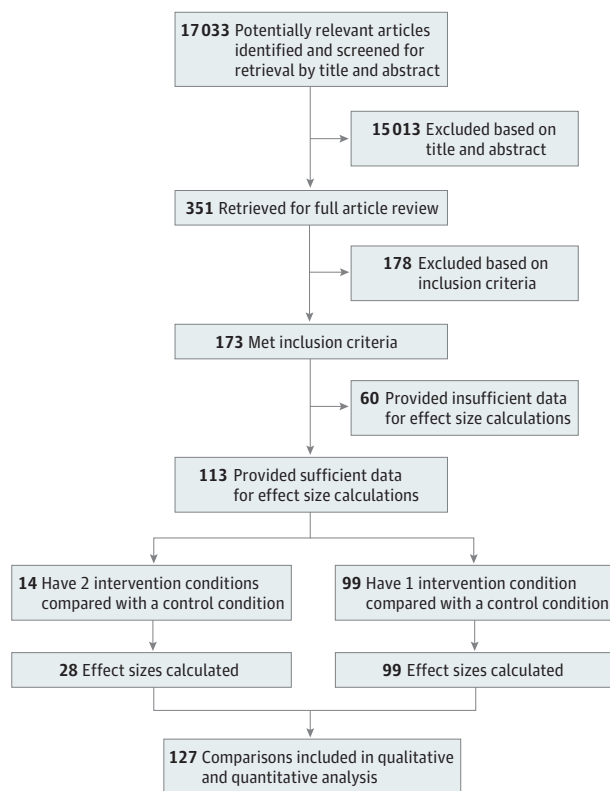 17033 Potentially relevant articles
identified and screened for
retrieval by title and abstract
15013 Excluded based on
title and abstract
351 Retrieved for full article review
178 Excluded based on
inclusion criteria
173 Met inclusion criteria
60 Provided insufficient data
for effect size calculations
113 Provided sufficient data
for effect size calculations
14 Have 2 intervention conditions
compared with a control condition
99 Have 1 intervention condition
compared with a control condition
28 Effect sizes calculated
99 Effect sizes calculated
127 Comparisons included in qualitative
and quantitative analysis